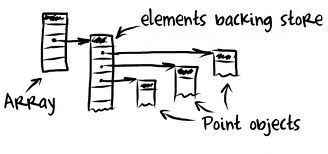 elements backing store
Array
Point objects